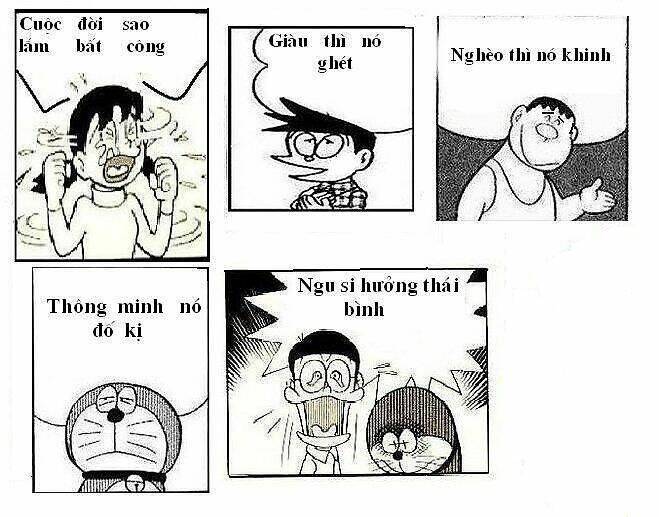 Cuộc đời sao
lắm bất công
Giàu thì nó
ghét
Nghèo thì nó khinh
Thông minh nó
đố kị
Ngu si hưởng thái
bình